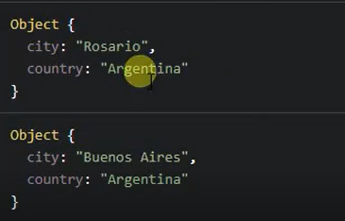 Object {
city: "Rosario",
country: "Argentina"
}
Object {
city: "Buenos Aires",
country: "Argentina"
}